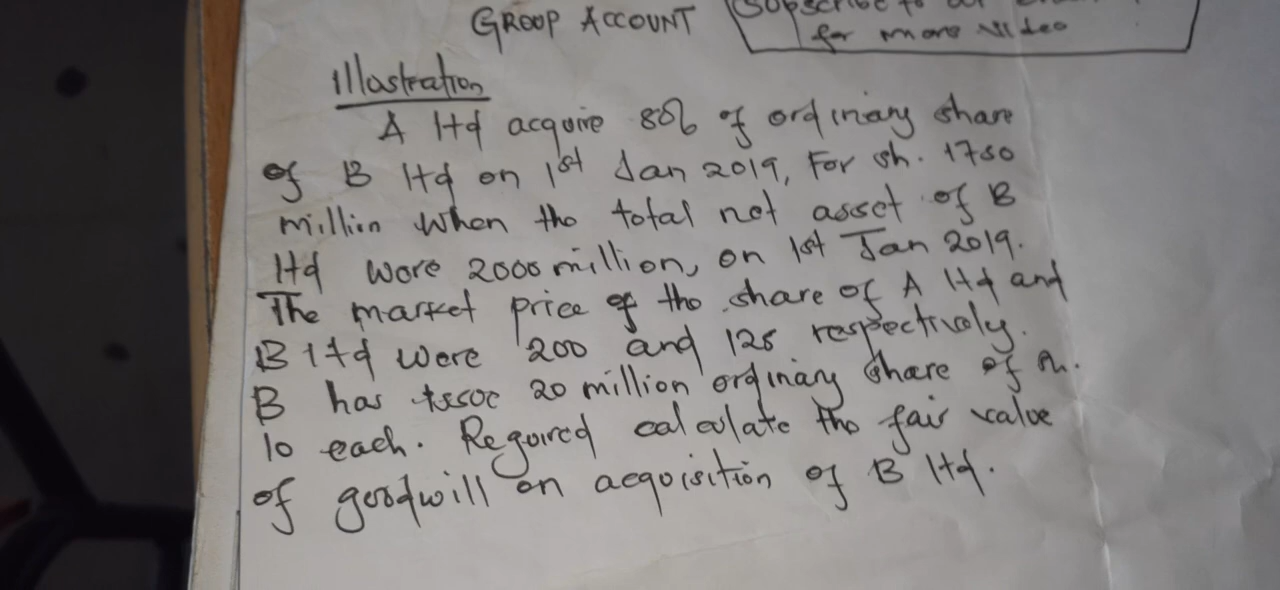 GROUP ACCOUNT
Subscribe to our
for more video
Illustration
A ltd acquire 80% of ordinary share
of B ltd on 1st Jan 2019, For sh. 1750
million when the total net asset of B
ltd were 2000 million, on 1st Jan 2019.
The market price of the share of A ltd and
B ltd were 200 and 125 respectively.
B has issue 20 million ordinary share of sh.
10 each. Required calculate the fair value
of goodwill on acquisition of B ltd.